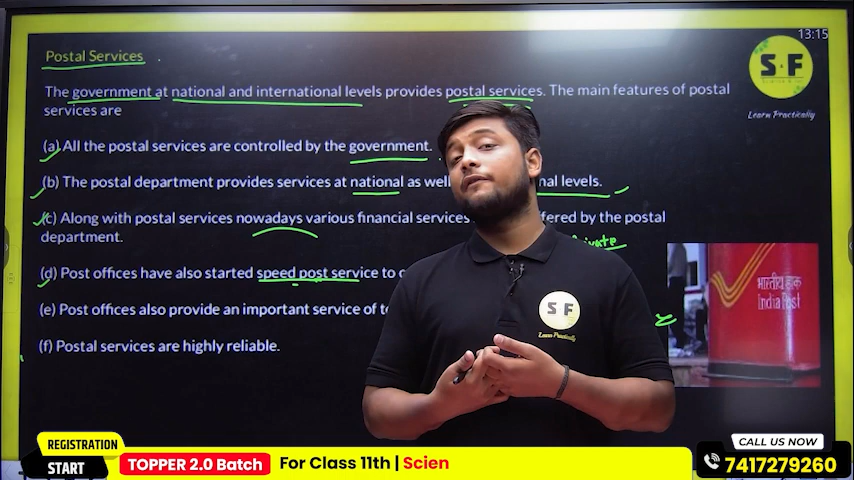 13:15
Postal Services
S F
Learn Practically
The government at national and international levels provides postal services. The main features of postal
services are
(a) All the postal services are controlled by the government.
(b) The postal department provides services at national as well nal levels.
(c) Along with postal services nowadays various financial services fered by the postal
department.
(d) Post offices have also started speed post service to c
(e) Post offices also provide an important service of te
(f) Postal services are highly reliable.
भारतीय डाक
India Post
S F
Learn Practically
REGISTRATION
START
TOPPER 2.0 Batch
For Class 11th | Scien
CALL US NOW
7417279260